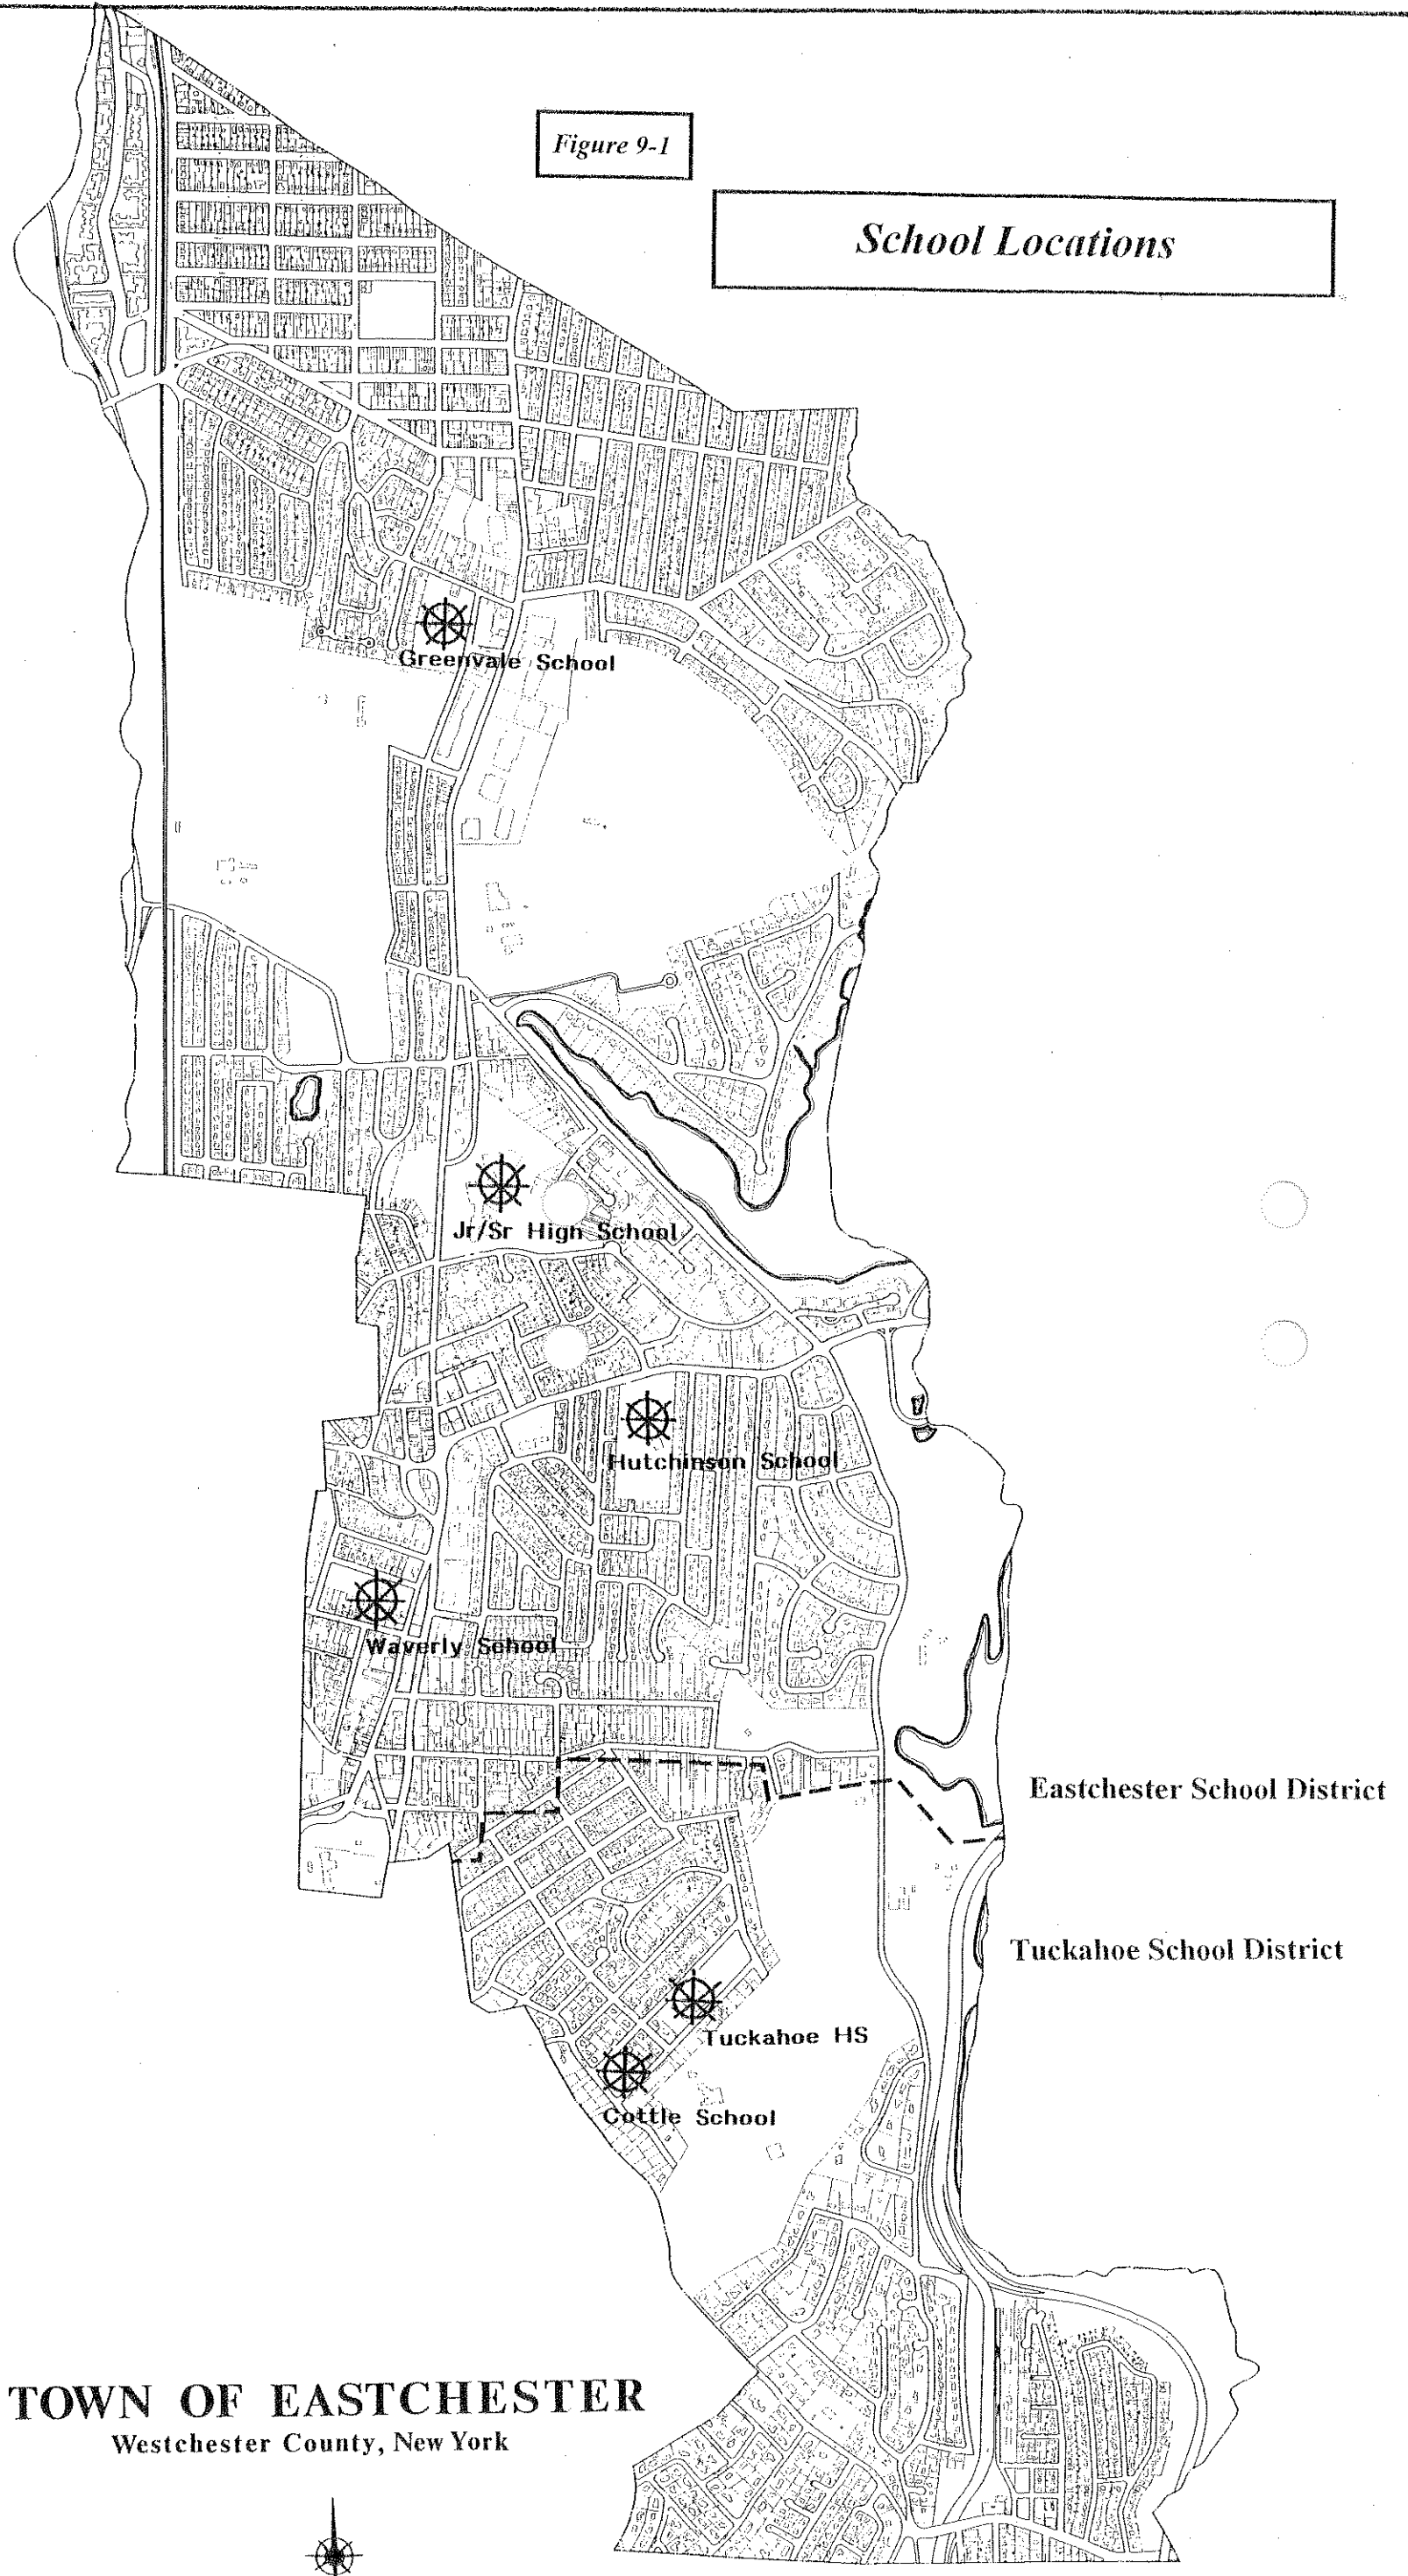 Figure 9-1
School Locations
Greenvale School
Jr/Sr High School
Hutchinson School
Waverly School
Eastchester School District
Tuckahoe School District
Tuckahoe HS
Cottle School
TOWN OF EASTCHESTER
Westchester County, New York